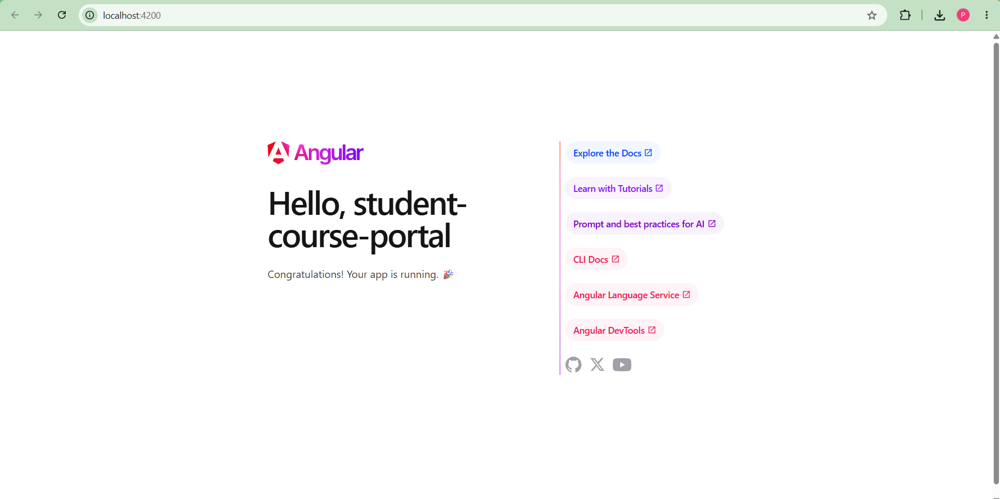 localhost:4200
P
Angular
Hello, student-
course-portal
Congratulations! Your app is running. 🎉
Explore the Docs
Learn with Tutorials
Prompt and best practices for AI
CLI Docs
Angular Language Service
Angular DevTools